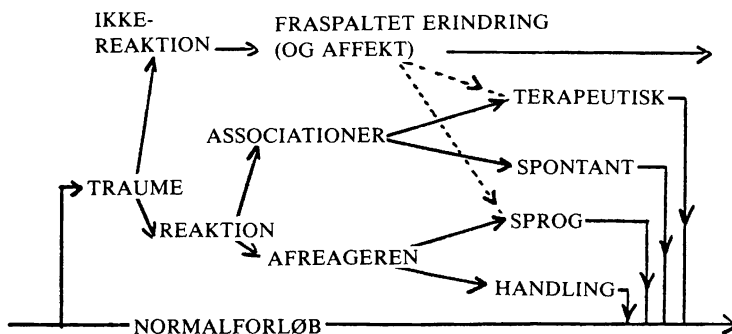 IKKE-
REAKTION
FRASPALTET ERINDRING
(OG AFFEKT)
TERAPEUTISK
ASSOCIATIONER
SPONTANT
TRAUME
SPROG
REAKTION
AFREAGEREN
HANDLING
NORMALFORLØB